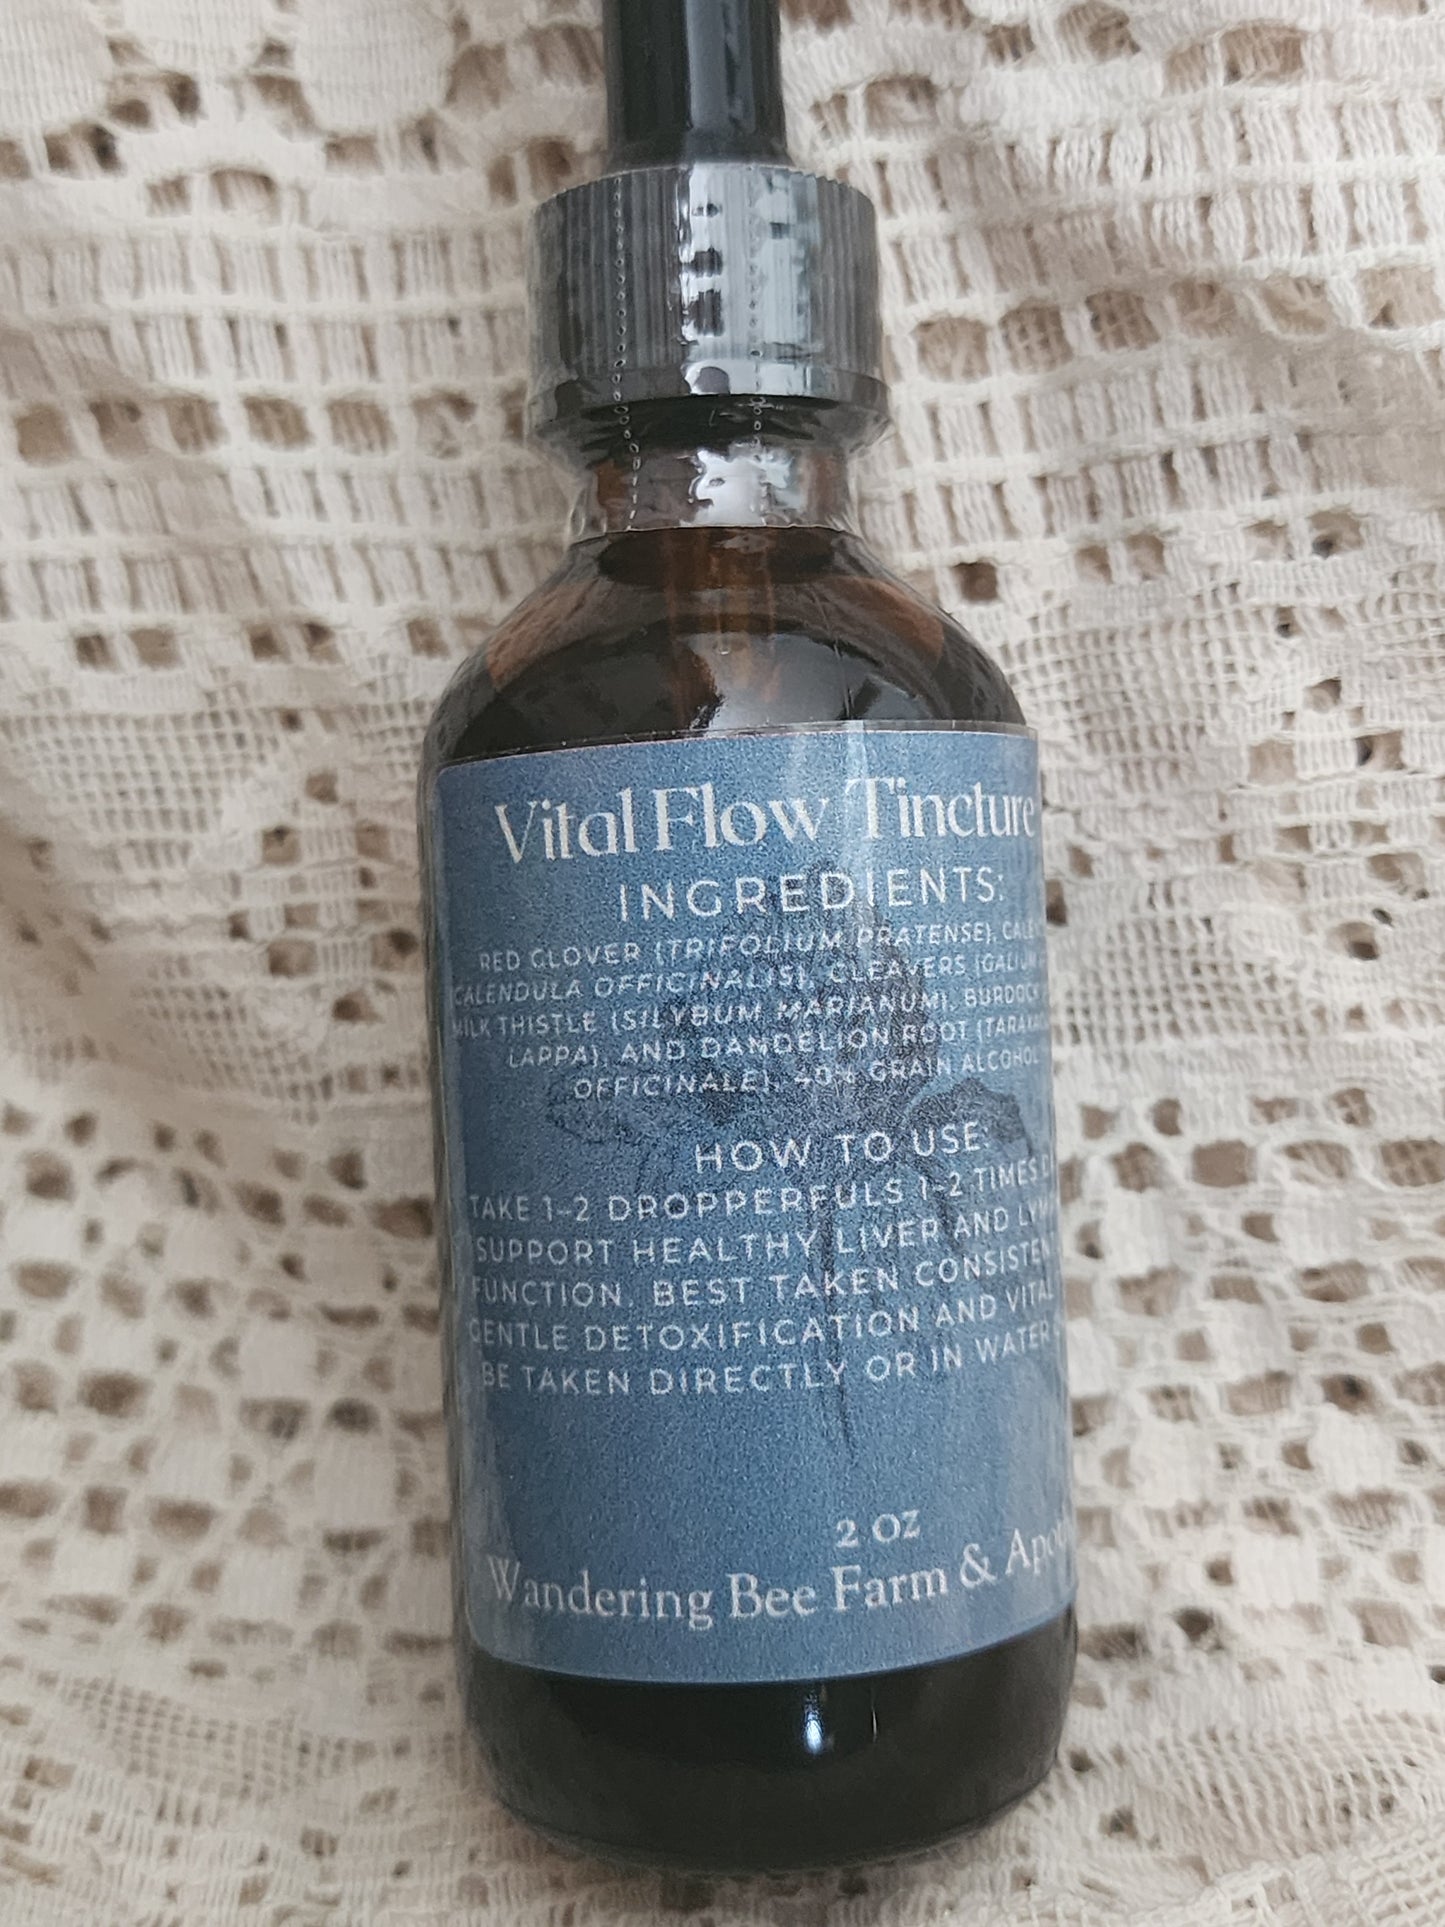 Vital Flow Tincture
INGREDIENTS:
RED CLOVER (TRIFOLIUM PRATENSE), CALE
(CALENDULA OFFICINALIS), CLEAVERS (GALIUM
MILK THISTLE (SILYBUM MARIANUM), BURDOCK
LAPPA), AND DANDELION ROOT (TARAXA
OFFICINALE). 40% GRAIN ALCOHOL
HOW TO USE:
TAKE 1-2 DROPPERFULS 1-2 TIMES D
SUPPORT HEALTHY LIVER AND LYM
FUNCTION. BEST TAKEN CONSISTEN
GENTLE DETOXIFICATION AND VITAL
BE TAKEN DIRECTLY OR IN WATER
2 oz
Wandering Bee Farm & Apo